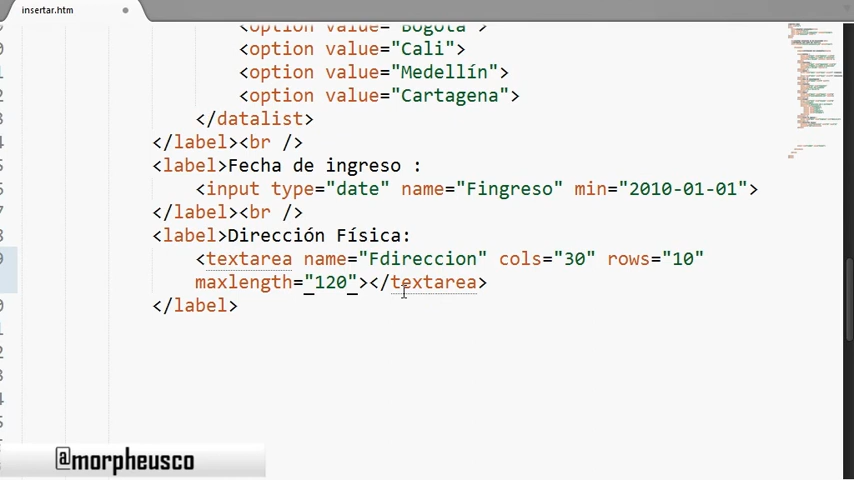 insertar.htm
<option value="Bogotá">
<option value="Cali">
<option value="Medellín">
<option value="Cartagena">
</datalist>
</label><br />
<label>Fecha de ingreso :
<input type="date" name="Fingreso" min="2010-01-01">
</label><br />
<label>Dirección Física:
<textarea name="Fdireccion" cols="30" rows="10"
maxlength="120"></textarea>
</label>
@morpheusco